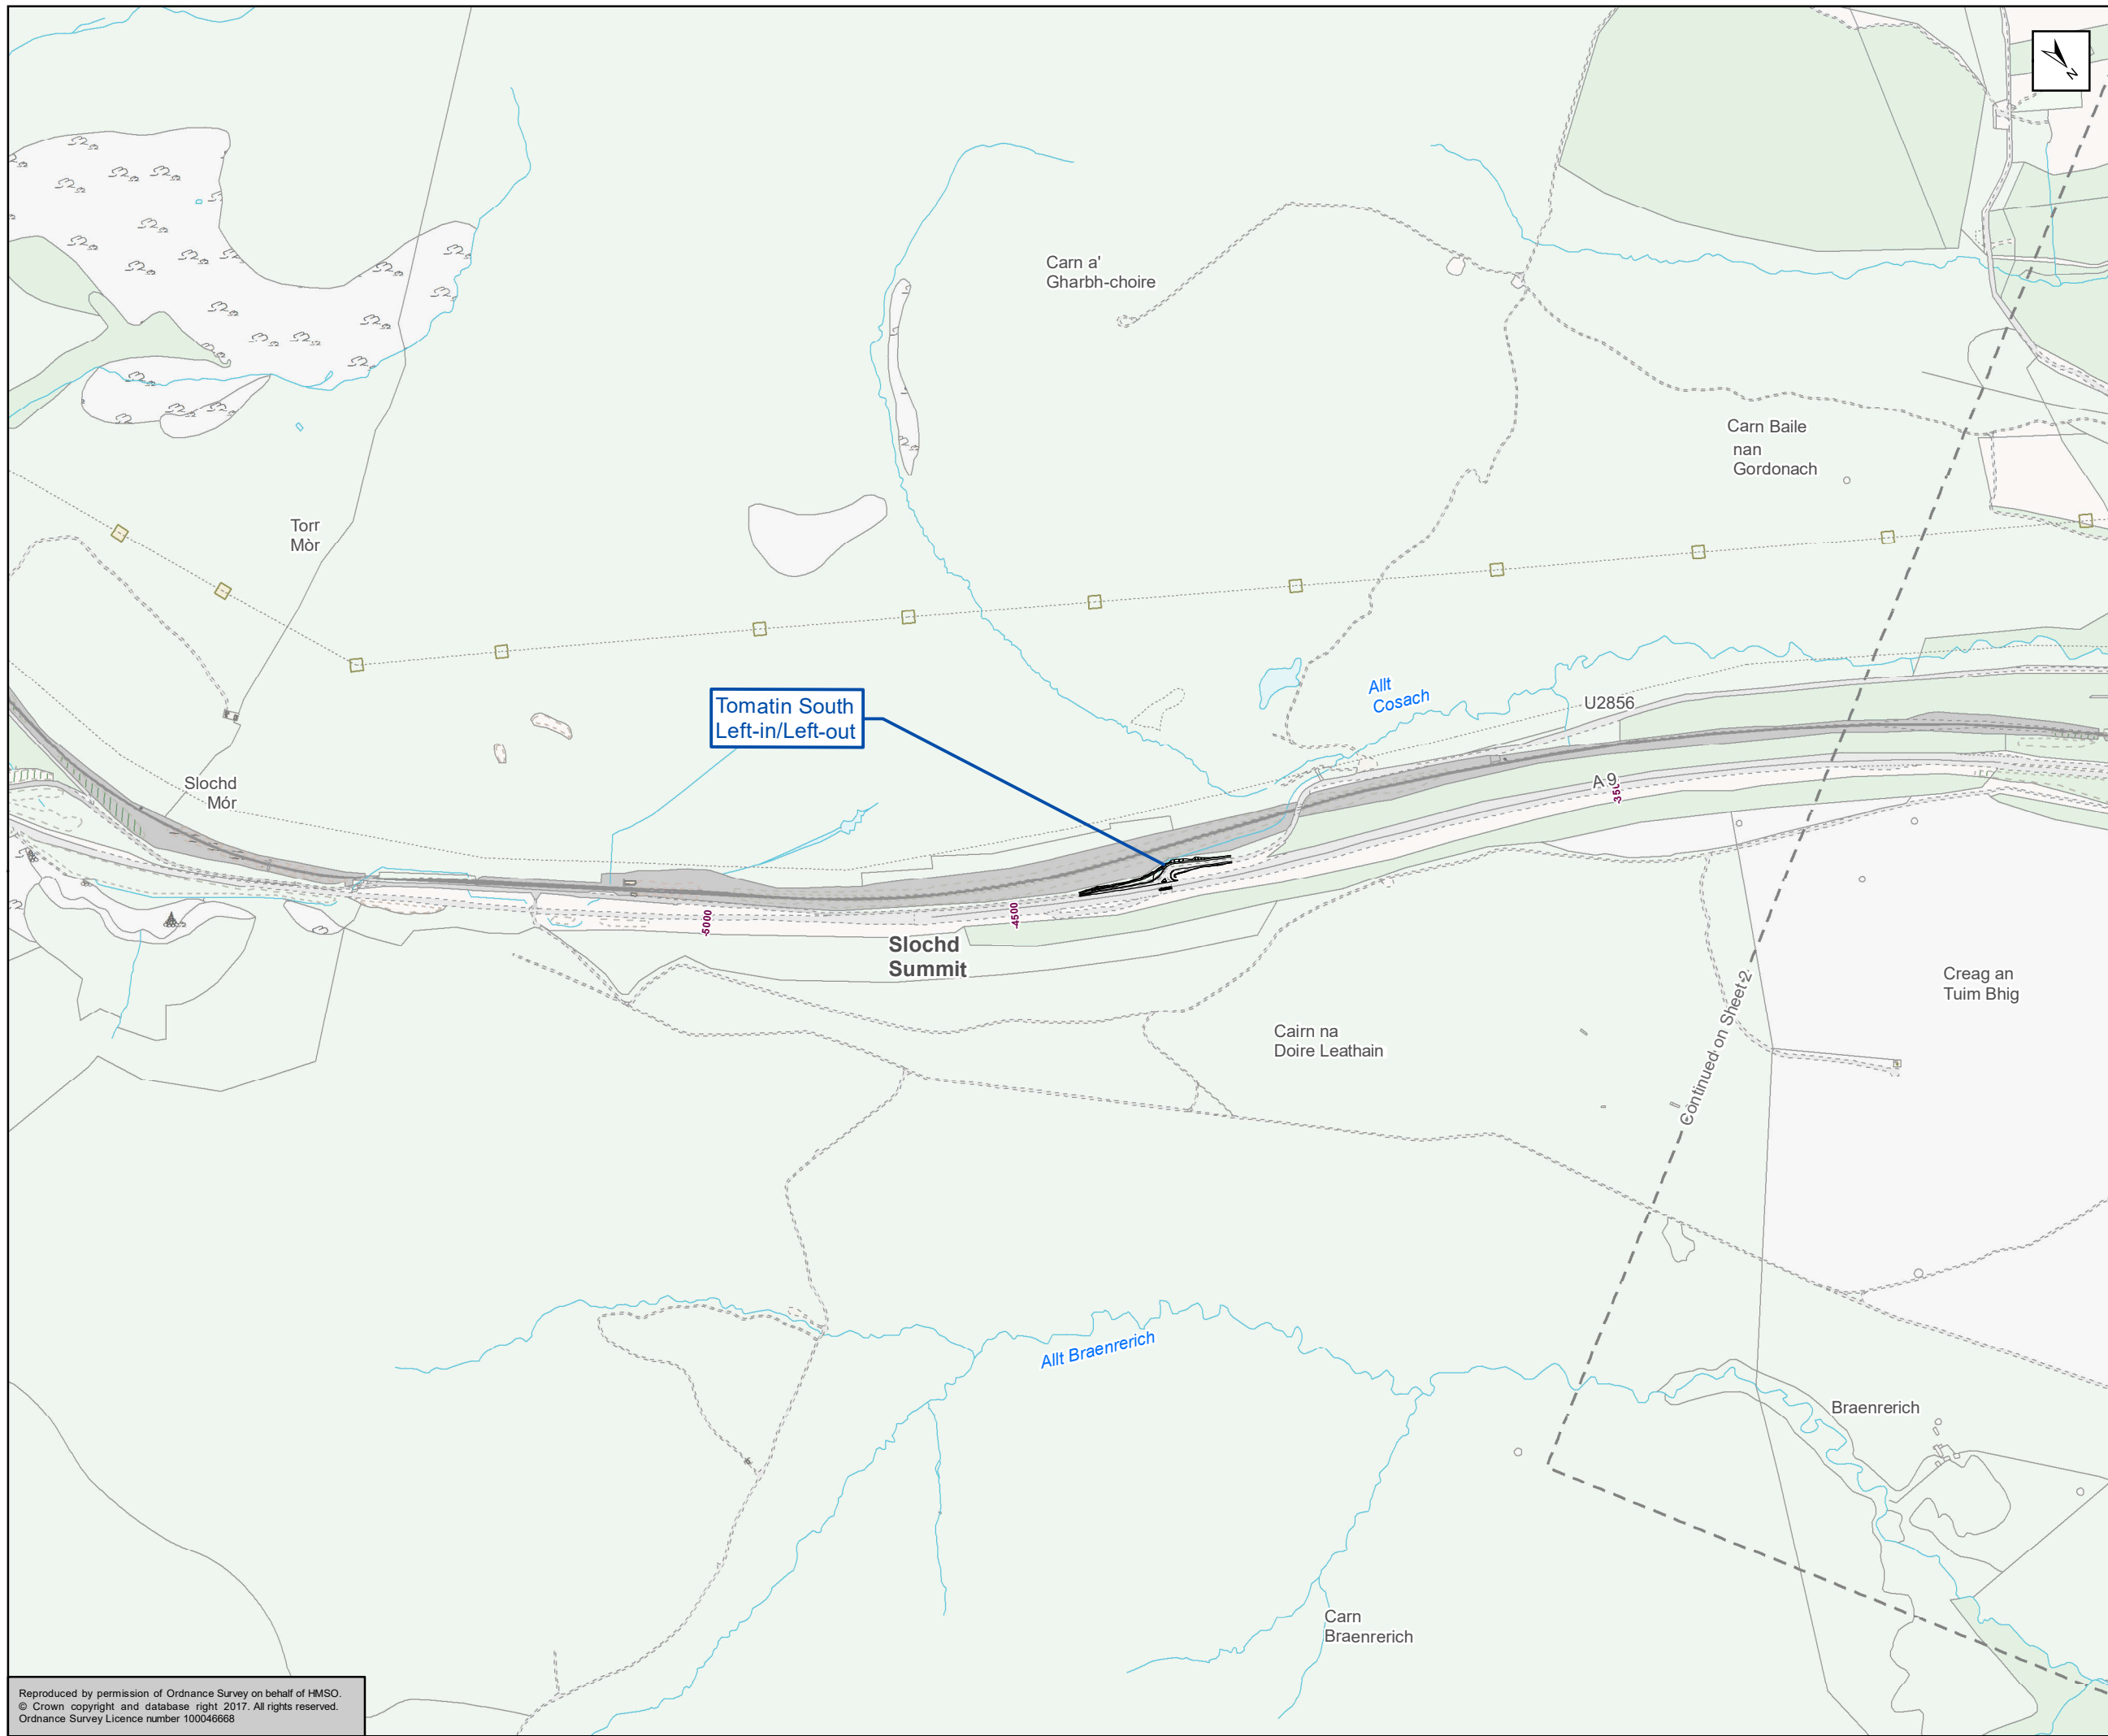 N
Carn a'
Gharbh-choire
Carn Baile
nan
Gordonach
Torr
Mòr
Allt
Cosach
U2856
Tomatin South
Left-in/Left-out
Slochd
Mór
A 9
-5000
-4500
Slochd
Summit
Continued on Sheet 2
Creag an
Tuim Bhig
Cairn na
Doire Leathain
Allt Braenrerich
Braenrerich
Carn
Braenrerich
Reproduced by permission of Ordnance Survey on behalf of HMSO.
© Crown copyright and database right 2017. All rights reserved.
Ordnance Survey Licence number 100046668